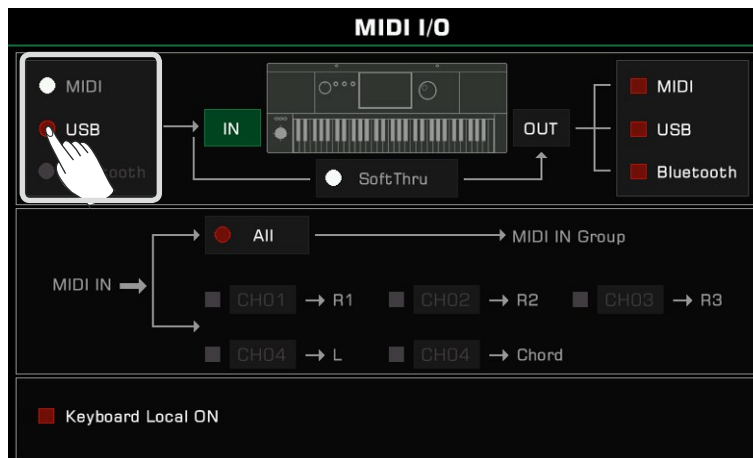 MIDI I/O
MIDI
USB
IN
SoftThru
OUT
MIDI
USB
Bluetooth
MIDI IN
All
MIDI IN Group
CH01 R1 CH02 R2 CH03 R3
CH04 L CH04 Chord
Keyboard Local ON